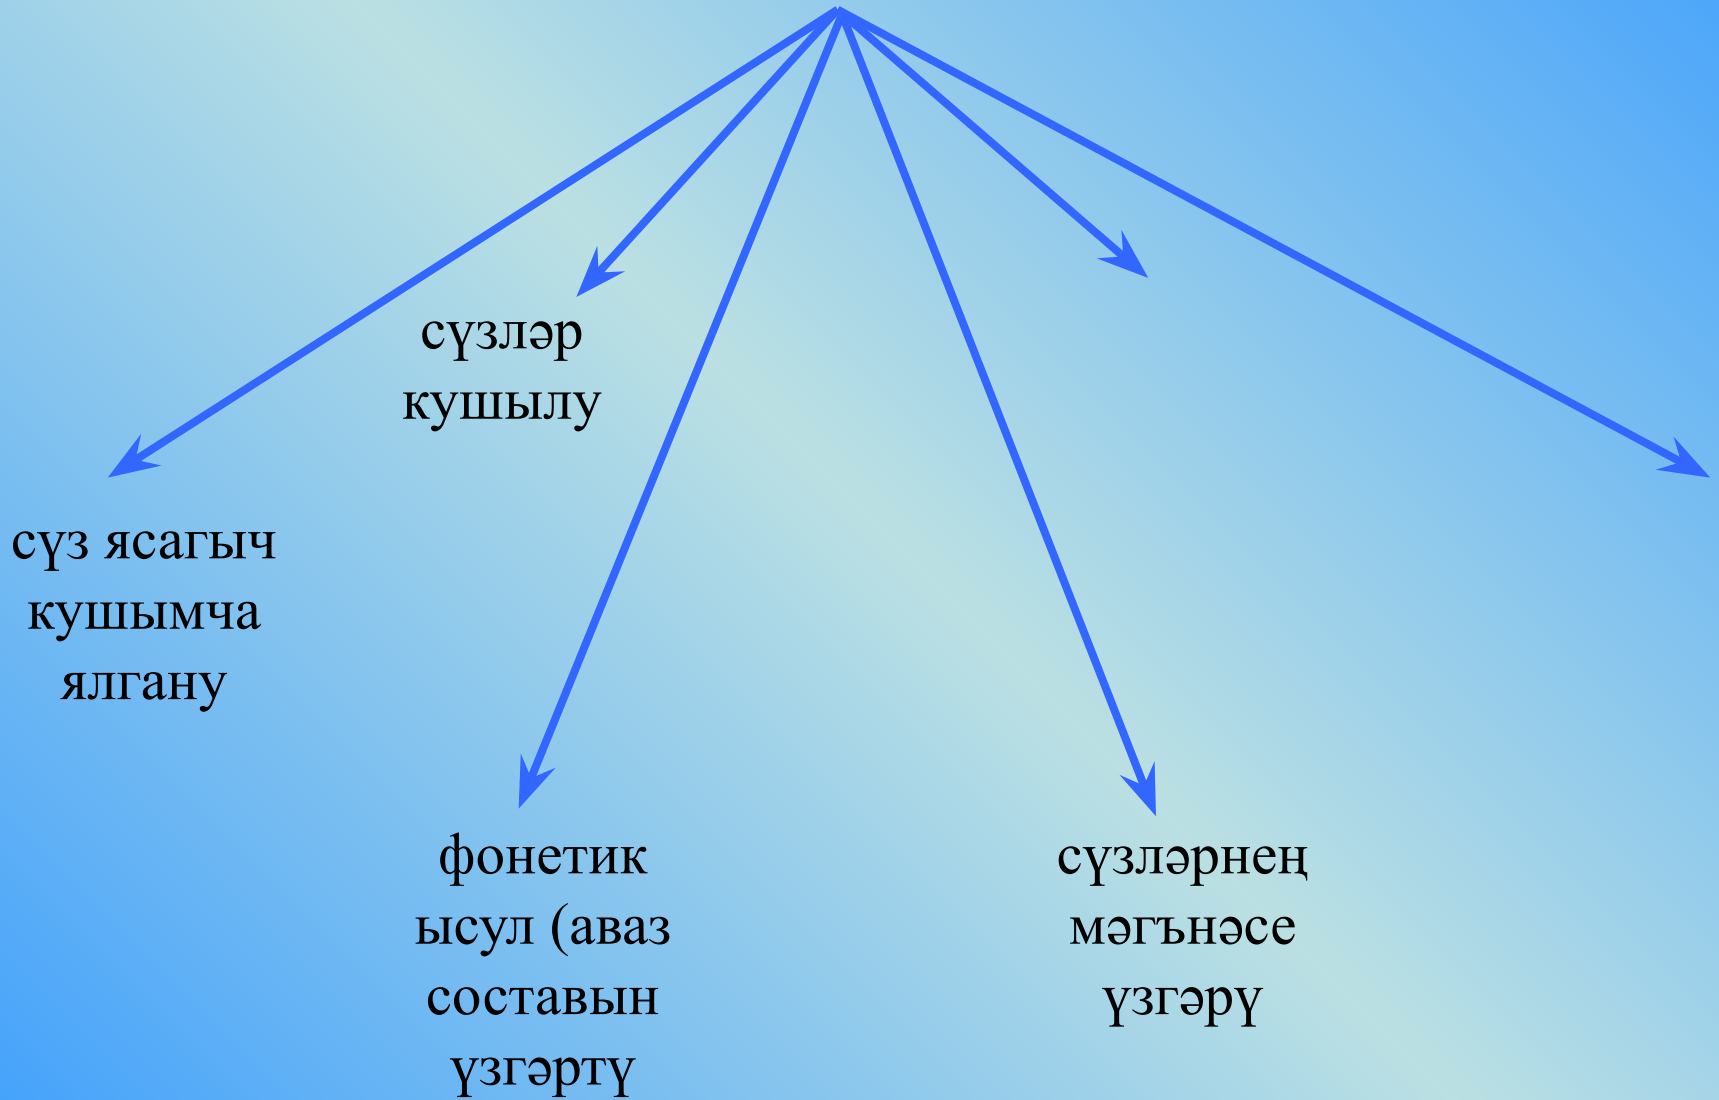 сүзләр
кушылу
сүз ясагыч
кушымча
ялгану
фонетик
ысул (аваз
составын
үзгәртү
сүзләрнең
мәгънәсе
үзгәрү